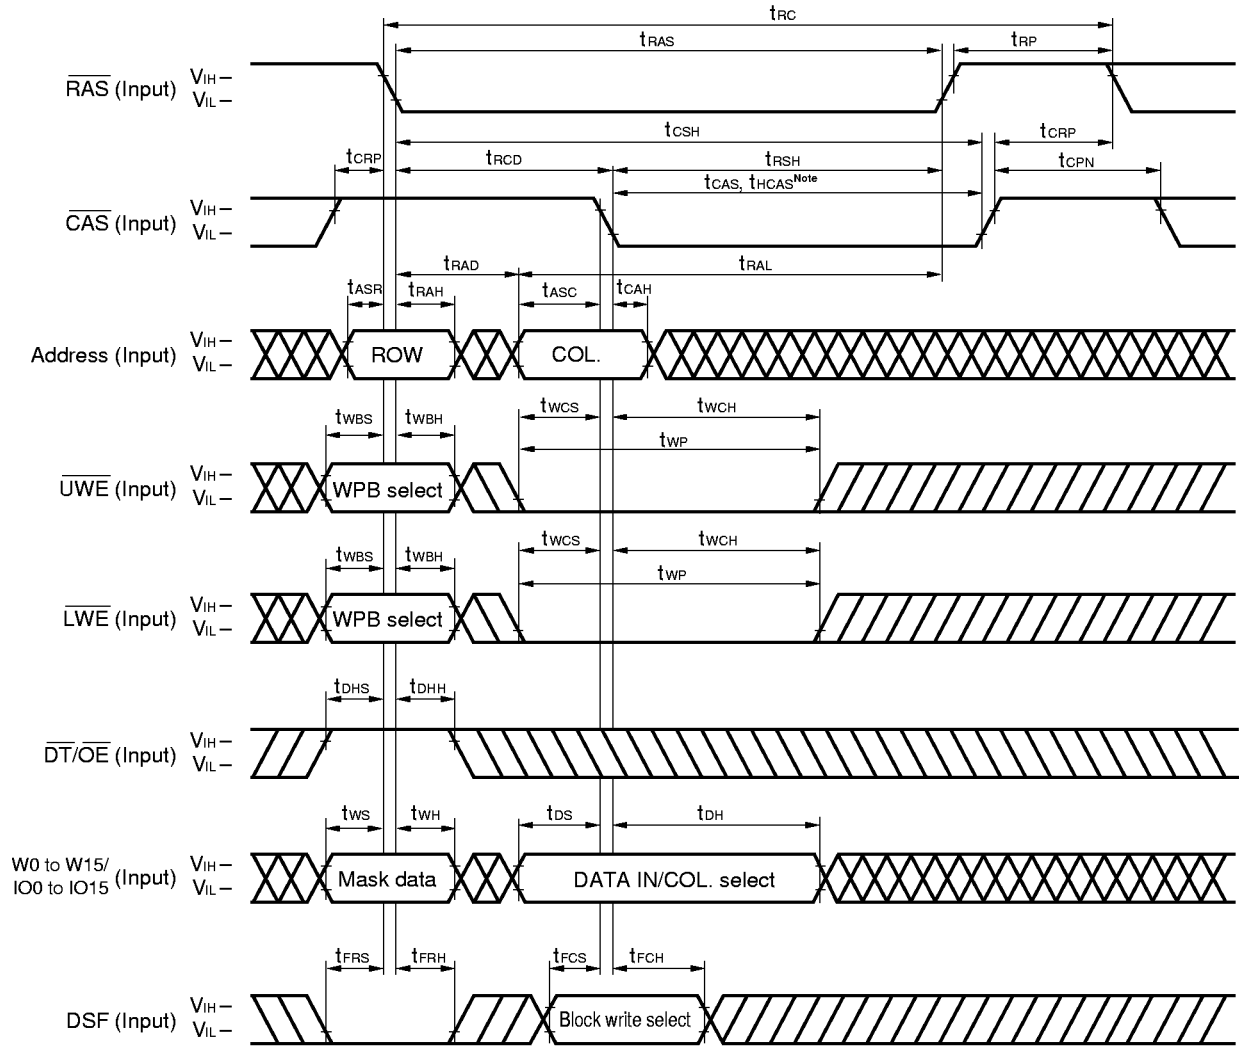 tRC
tRAS
tRP
RAS (Input)
VIH
VIL
tCSH
tCRP
tCRP
tRCD
tRSH
tCPN
tCAS, tHCAS Note
CAS (Input)
VIH
VIL
tRAD
tRAL
tASR
tRAH
tASC
tCAH
Address (Input)
VIH
VIL
ROW
COL.
tWBS
tWBH
tWCS
tWCH
tWP
UWE (Input)
VIH
VIL
WPB select
tWCS
tWCH
tWBS
tWBH
tWP
LWE (Input)
VIH
VIL
WPB select
tDHS
tDHH
DT/OE (Input)
VIH
VIL
tWS
tWH
tDS
tDH
W0 to W15/
IO0 to IO15
(Input)
VIH
VIL
Mask data
DATA IN/COL. select
tFRS
tFRH
tFCS
tFCH
DSF (Input)
VIH
VIL
Block write select